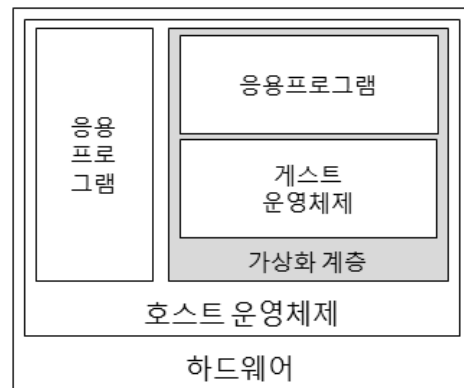 응용
프로
그램
응용프로그램
게스트
운영체제
가상화 계층
호스트 운영체제
하드웨어